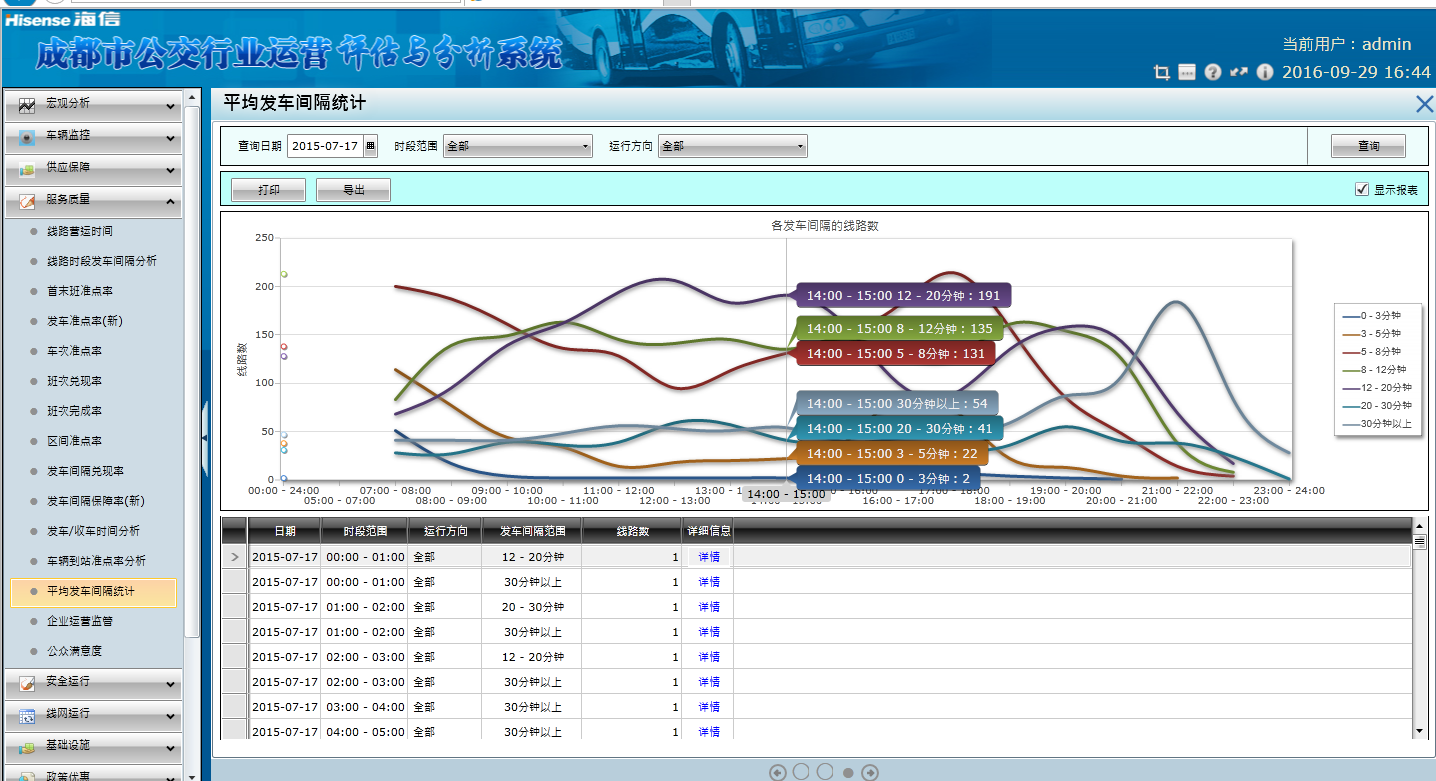 Hisense 海信
成都市公交行业运营评估与分析系统
当前用户：admin
2016-09-29 16:44
宏观分析
车辆监控
供应保障
服务质量
线路营运时间
线路时段发车间隔分析
首末班准点率
发车准点率(新)
车次准点率
班次兑现率
班次完成率
区间准点率
发车间隔兑现率
发车间隔保障率(新)
发车/收车时间分析
车辆到站准点率分析
平均发车间隔统计
企业运营监管
公众满意度
安全运行
线网运行
基础设施
政策优惠
平均发车间隔统计
查询日期 2015-07-17 时段范围 全部 运行方向 全部 查询
打印 导出 显示报表
各发车间隔的线路数
线路数
250
200
150
100
50
0
14:00 - 15:00 12 - 20分钟：191
14:00 - 15:00 8 - 12分钟：135
14:00 - 15:00 5 - 8分钟：131
14:00 - 15:00 30分钟以上：54
14:00 - 15:00 20 - 30分钟：41
14:00 - 15:00 3 - 5分钟：22
14:00 - 15:00 0 - 3分钟：2
0 - 3分钟
3 - 5分钟
5 - 8分钟
8 - 12分钟
12 - 20分钟
20 - 30分钟
30分钟以上
00:00 - 24:00 07:00 - 08:00 09:00 - 10:00 11:00 - 12:00 13:00 - 14:00 17:00 - 18:00 19:00 - 20:00 21:00 - 22:00 23:00 - 24:00
14:00 - 15:00
05:00 - 07:00 08:00 - 09:00 10:00 - 11:00 12:00 - 13:00 16:00 - 17:00 18:00 - 19:00 20:00 - 21:00 22:00 - 23:00
日期 时段范围 运行方向 发车间隔范围 线路数 详细信息
2015-07-17 00:00 - 01:00 全部 12 - 20分钟 1 详情
2015-07-17 00:00 - 01:00 全部 30分钟以上 1 详情
2015-07-17 01:00 - 02:00 全部 20 - 30分钟 1 详情
2015-07-17 01:00 - 02:00 全部 30分钟以上 1 详情
2015-07-17 02:00 - 03:00 全部 12 - 20分钟 1 详情
2015-07-17 02:00 - 03:00 全部 30分钟以上 1 详情
2015-07-17 03:00 - 04:00 全部 30分钟以上 1 详情
2015-07-17 04:00 - 05:00 全部 30分钟以上 1 详情